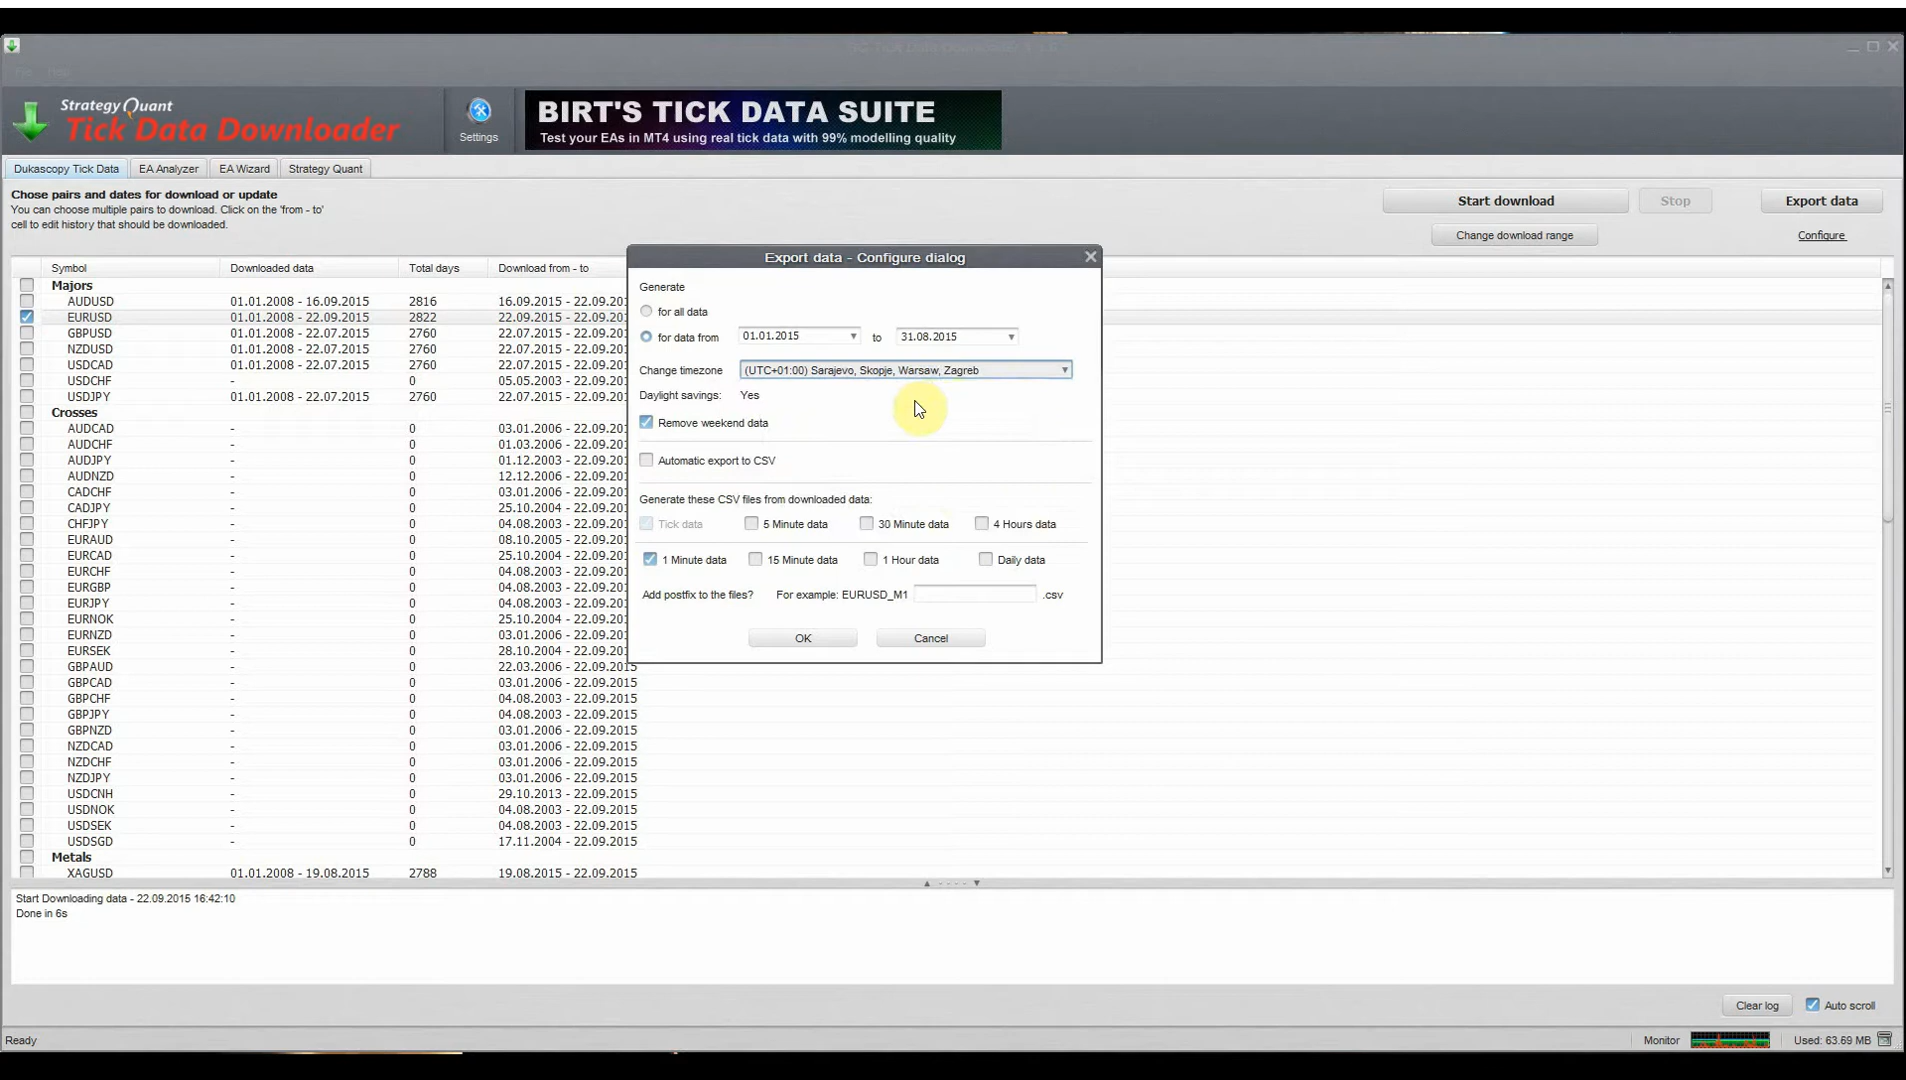 StrategyQuant
Tick Data Downloader
Settings
BIRT'S TICK DATA SUITE
Test your EAs in MT4 using real tick data with 99% modelling quality
Dukascopy Tick Data EA Analyzer EA Wizard Strategy Quant
Chose pairs and dates for download or update
You can choose multiple pairs to download. Click on the 'from - to'
cell to edit history that should be downloaded.
Start download Stop Export data
Change download range Configure
Symbol Downloaded data Total days Download from - to
Majors
AUDUSD 01.01.2008 - 16.09.2015 2816 16.09.2015 - 22.09.201
EURUSD 01.01.2008 - 22.09.2015 2822 22.09.2015 - 22.09.201
GBPUSD 01.01.2008 - 22.07.2015 2760 22.07.2015 - 22.09.201
NZDUSD 01.01.2008 - 22.07.2015 2760 22.07.2015 - 22.09.201
USDCAD 01.01.2008 - 22.07.2015 2760 22.07.2015 - 22.09.201
USDCHF - 0 05.05.2003 - 22.09.201
USDJPY 01.01.2008 - 22.07.2015 2760 22.07.2015 - 22.09.201
Crosses
AUDCAD - 0 03.01.2006 - 22.09.201
AUDCHF - 0 01.03.2006 - 22.09.201
AUDJPY - 0 01.12.2003 - 22.09.201
AUDNZD - 0 12.12.2006 - 22.09.201
CADCHF - 0 03.01.2006 - 22.09.201
CADJPY - 0 25.10.2004 - 22.09.201
CHFJPY - 0 04.08.2003 - 22.09.201
EURAUD - 0 08.10.2005 - 22.09.201
EURCAD - 0 25.10.2004 - 22.09.201
EURCHF - 0 04.08.2003 - 22.09.201
EURGBP - 0 04.08.2003 - 22.09.201
EURJPY - 0 04.08.2003 - 22.09.201
EURNOK - 0 25.10.2004 - 22.09.201
EURNZD - 0 03.01.2006 - 22.09.201
EURSEK - 0 28.10.2004 - 22.09.201
GBPAUD - 0 22.03.2006 - 22.09.2015
GBPCAD - 0 03.01.2006 - 22.09.2015
GBPCHF - 0 04.08.2003 - 22.09.2015
GBPJPY - 0 04.08.2003 - 22.09.2015
GBPNZD - 0 03.01.2006 - 22.09.2015
NZDCAD - 0 03.01.2006 - 22.09.2015
NZDCHF - 0 03.01.2006 - 22.09.2015
NZDJPY - 0 03.01.2006 - 22.09.2015
USDCNH - 0 29.10.2013 - 22.09.2015
USDNOK - 0 04.08.2003 - 22.09.2015
USDSEK - 0 04.08.2003 - 22.09.2015
USDSGD - 0 17.11.2004 - 22.09.2015
Metals
XAGUSD 01.01.2008 - 19.08.2015 2788 19.08.2015 - 22.09.2015
Export data - Configure dialog
Generate
for all data
for data from 01.01.2015 to 31.08.2015
Change timezone (UTC+01:00) Sarajevo, Skopje, Warsaw, Zagreb
Daylight savings: Yes
Remove weekend data
Automatic export to CSV
Generate these CSV files from downloaded data:
Tick data 5 Minute data 30 Minute data 4 Hours data
1 Minute data 15 Minute data 1 Hour data Daily data
Add postfix to the files? For example: EURUSD_M1 .csv
OK Cancel
Start Downloading data - 22.09.2015 16:42:10
Done in 6s
Clear log Auto scroll
Ready Monitor Used: 63.69 MB